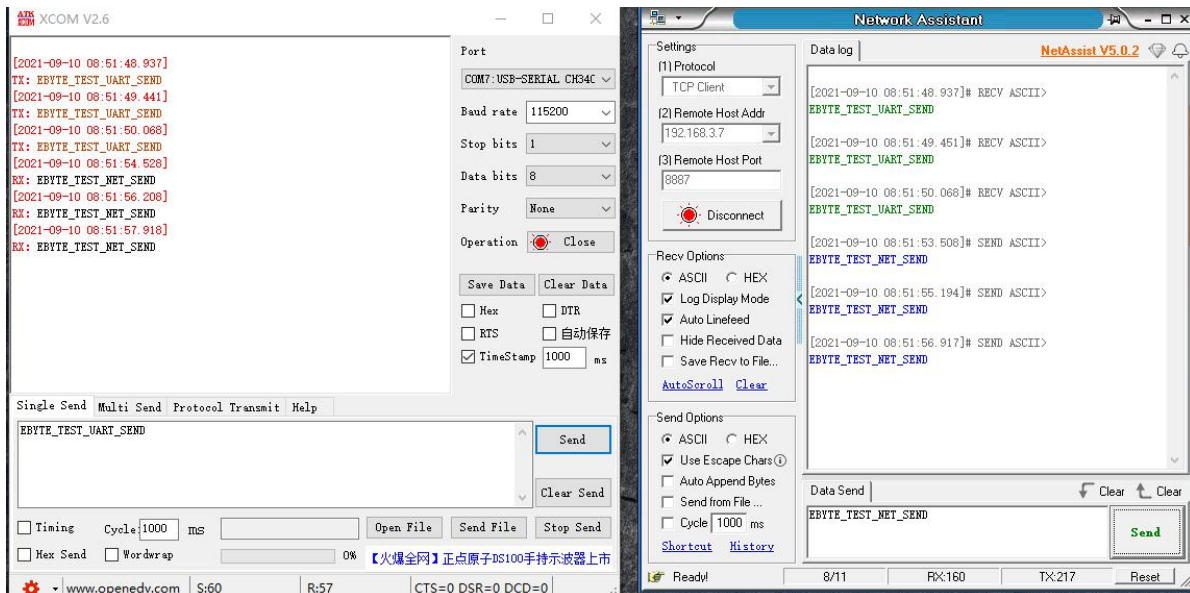 XCOM V2.6
[2021-09-10 08:51:48.937]
TX: EBYTE_TEST_UART_SEND
[2021-09-10 08:51:49.441]
TX: EBYTE_TEST_UART_SEND
[2021-09-10 08:51:50.068]
TX: EBYTE_TEST_UART_SEND
[2021-09-10 08:51:54.528]
RX: EBYTE_TEST_NET_SEND
[2021-09-10 08:51:56.208]
RX: EBYTE_TEST_NET_SEND
[2021-09-10 08:51:57.918]
RX: EBYTE_TEST_NET_SEND
Port
COM7:USB-SERIAL CH34C
Baud rate 115200
Stop bits 1
Data bits 8
Parity None
Operation Close
Save Data Clear Data
Hex DTR
RTS 自动保存
TimeStamp 1000 ms
Single Send Multi Send Protocol Transmit Help
EBYTE_TEST_UART_SEND
Send
Clear Send
Timing Cycle: 1000 ms Open File Send File Stop Send
Hex Send Wordwrap 0% 【火爆全网】正点原子DS100手持示波器上市
www.openedv.com S:60 R:57 CTS=0 DSR=0 DCD=0
Network Assistant
Settings
(1) Protocol
TCP Client
(2) Remote Host Addr
192.168.3.7
(3) Remote Host Port
8887
Disconnect
Recv Options
ASCII HEX
Log Display Mode
Auto Linefeed
Hide Received Data
Save Recv to File...
AutoScroll Clear
Send Options
ASCII HEX
Use Escape Chars
Auto Append Bytes
Send from File ...
Cycle 1000 ms
Shortcut History
Data log NetAssist V5.0.2
[2021-09-10 08:51:48.937]# RECV ASCII>
EBYTE_TEST_UART_SEND
[2021-09-10 08:51:49.451]# RECV ASCII>
EBYTE_TEST_UART_SEND
[2021-09-10 08:51:50.068]# RECV ASCII>
EBYTE_TEST_UART_SEND
[2021-09-10 08:51:53.508]# SEND ASCII>
EBYTE_TEST_NET_SEND
[2021-09-10 08:51:55.194]# SEND ASCII>
EBYTE_TEST_NET_SEND
[2021-09-10 08:51:56.917]# SEND ASCII>
EBYTE_TEST_NET_SEND
Data Send Clear Clear
EBYTE_TEST_NET_SEND
Send
Ready! 8/11 RX:160 TX:217 Reset